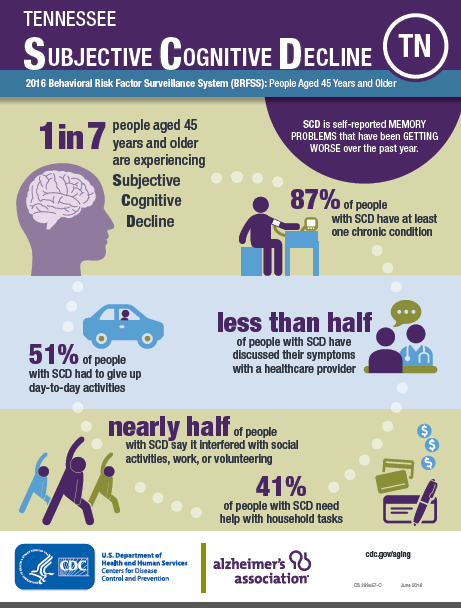 TENNESSEE
SUBJECTIVE COGNITIVE DECLINE
TN
2016 Behavioral Risk Factor Surveillance System (BRFSS): People Aged 45 Years and Older
SCD is self-reported MEMORY
PROBLEMS that have been GETTING
WORSE over the past year.
1 in 7
people aged 45
years and older
are experiencing
Subjective
Cognitive
Decline
87% of people
with SCD have at least
one chronic condition
51% of people
with SCD had to give up
day-to-day activities
less than half
of people with SCD have
discussed their symptoms
with a healthcare provider
nearly half of people
with SCD say it interfered with social
activities, work, or volunteering
41%
of people with SCD need
help with household tasks
$
$
$
CDC
U.S. Department of
Health and Human Services
Centers for Disease
Control and Prevention
alzheimer's
association®
cdc.gov/aging
June 2018